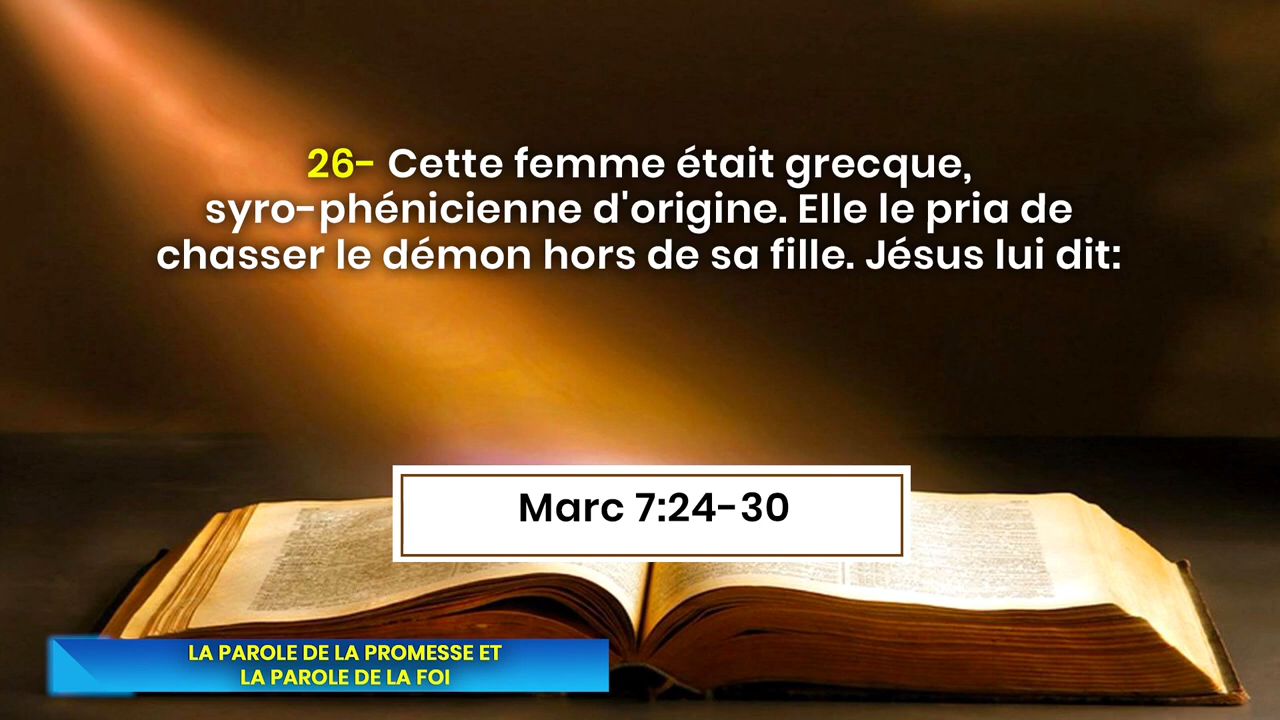 26- Cette femme était grecque,
syro-phénicienne d'origine. Elle le pria de
chasser le démon hors de sa fille. Jésus lui dit:
Marc 7:24-30
LA PAROLE DE LA PROMESSE ET
LA PAROLE DE LA FOI